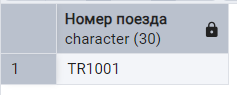 Номер поезда
character (30)
1 TR1001